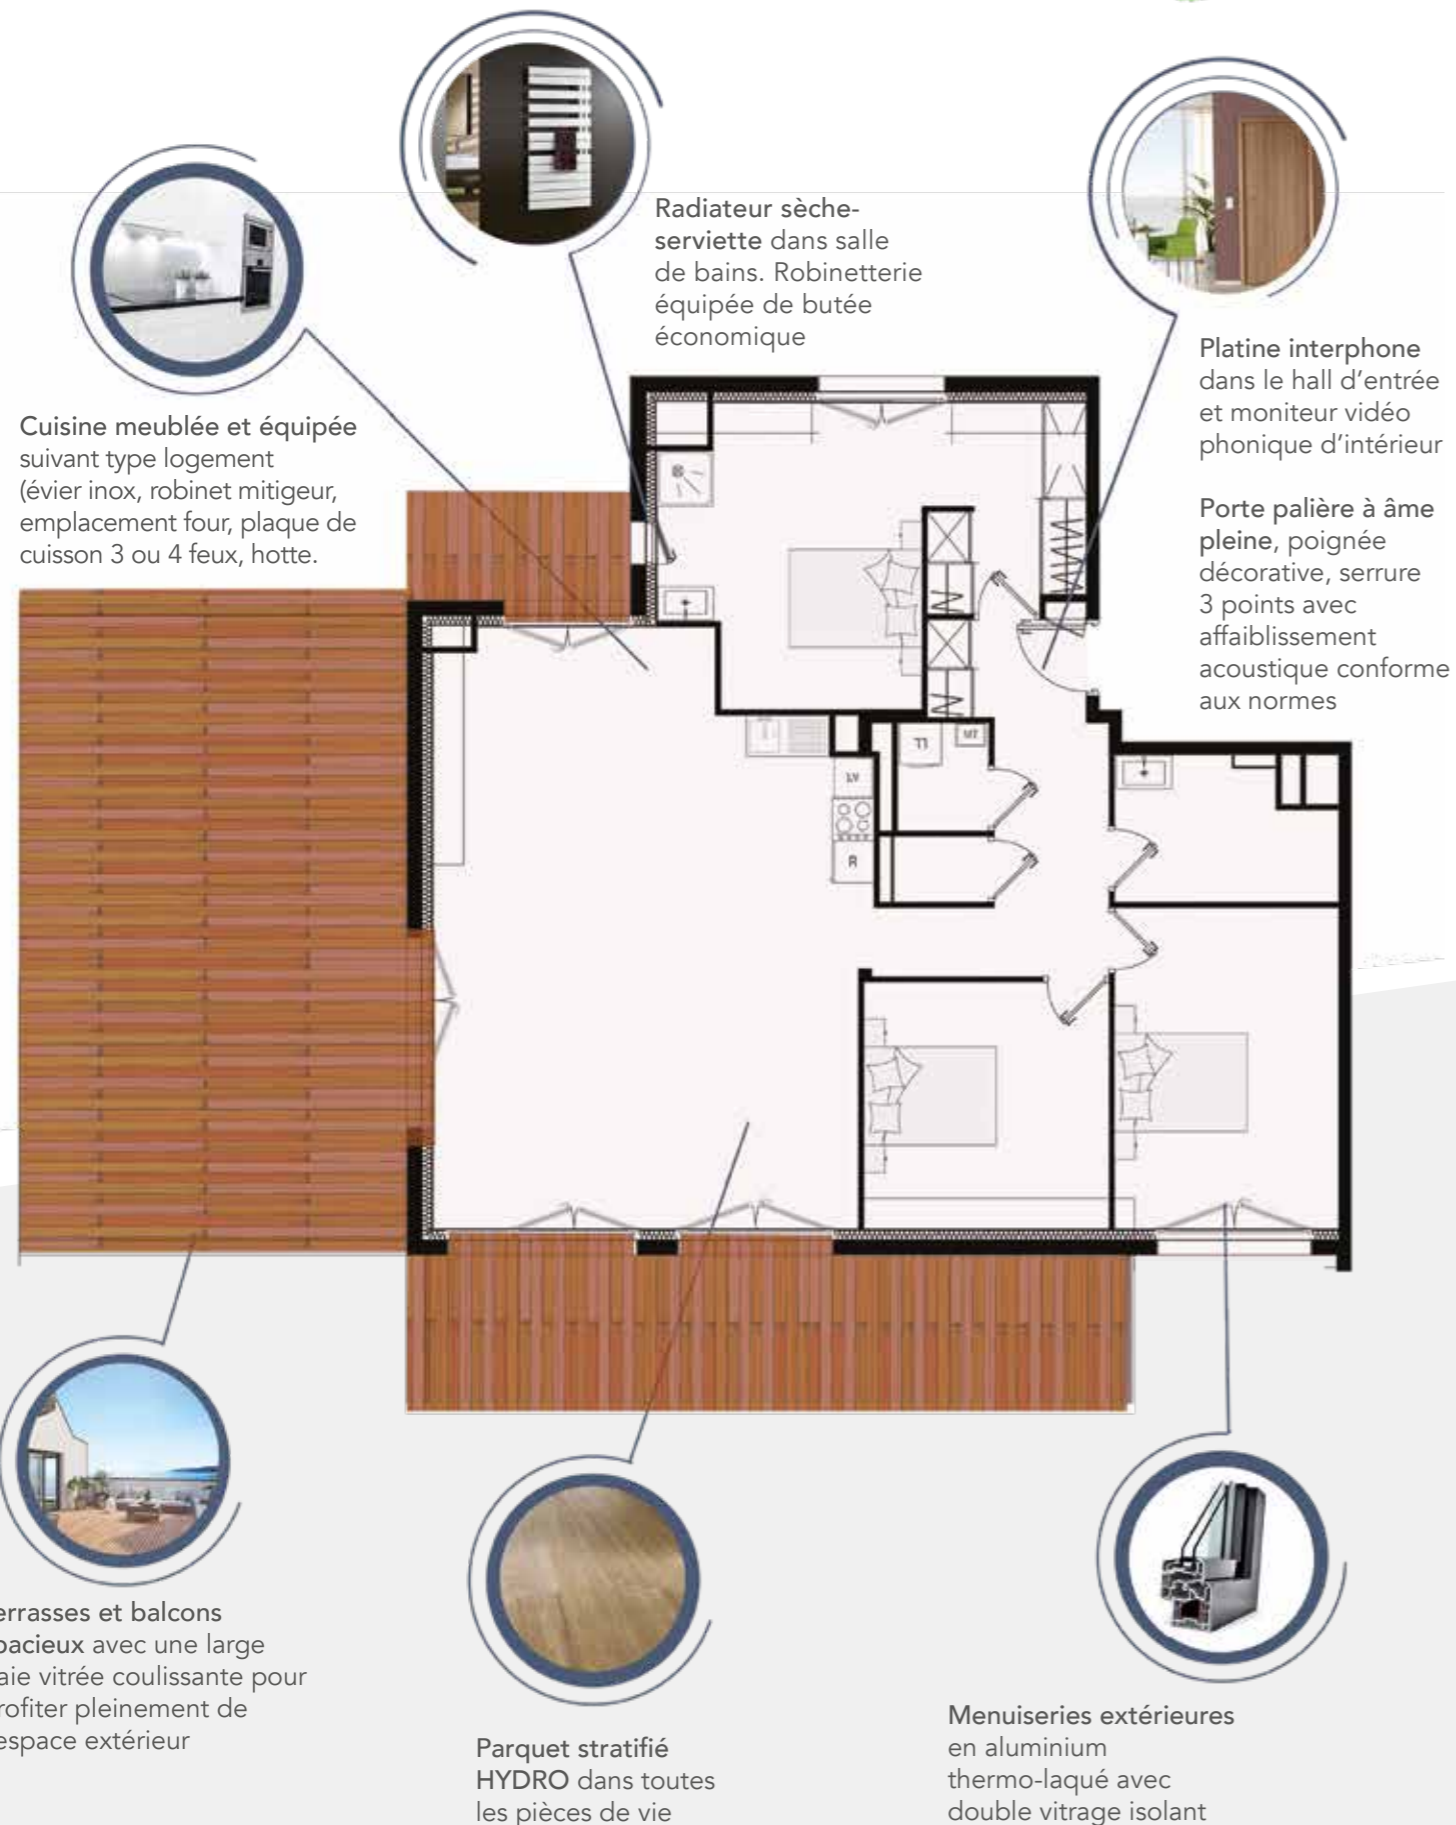 Radiateur sèche-
serviette dans salle
de bains. Robinetterie
équipée de butée
économique
Platine interphone
dans le hall d'entrée
et moniteur vidéo
phonique d'intérieur
Porte palière à âme
pleine, poignée
décorative, serrure
3 points avec
affaiblissement
acoustique conforme
aux normes
Cuisine meublée et équipée
suivant type logement
(évier inox, robinet mitigeur,
emplacement four, plaque de
cuisson 3 ou 4 feux, hotte.
LL
LV
R
errasses et balcons
pacieux avec une large
aie vitrée coulissante pour
rofiter pleinement de
espace extérieur
Parquet stratifié
HYDRO dans toutes
les pièces de vie
Menuiseries extérieures
en aluminium
thermo-laqué avec
double vitrage isolant